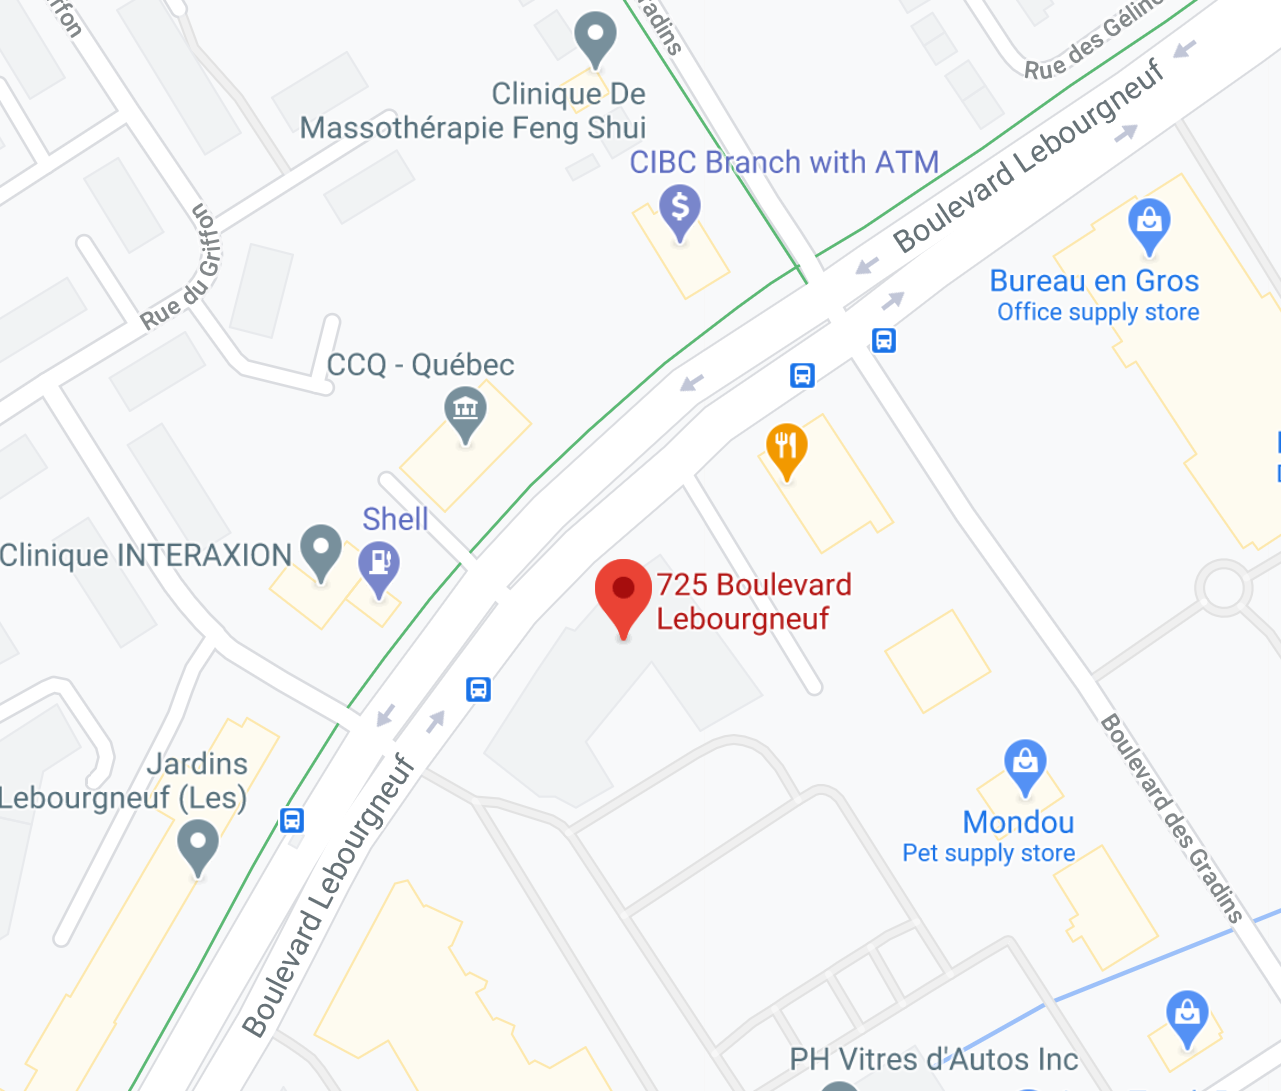 Gradins
Rue des Gélin
Clinique De
Massothérapie Feng Shui
CIBC Branch with ATM
Boulevard Lebourgneuf
Rue du Griffon
Bureau en Gros
Office supply store
CCQ - Québec
Shell
Clinique INTERAXION
725 Boulevard
Lebourgneuf
Jardins
Lebourgneuf (Les)
Boulevard Lebourgneuf
Boulevard des Gradins
Mondou
Pet supply store
PH Vitres d'Autos Inc